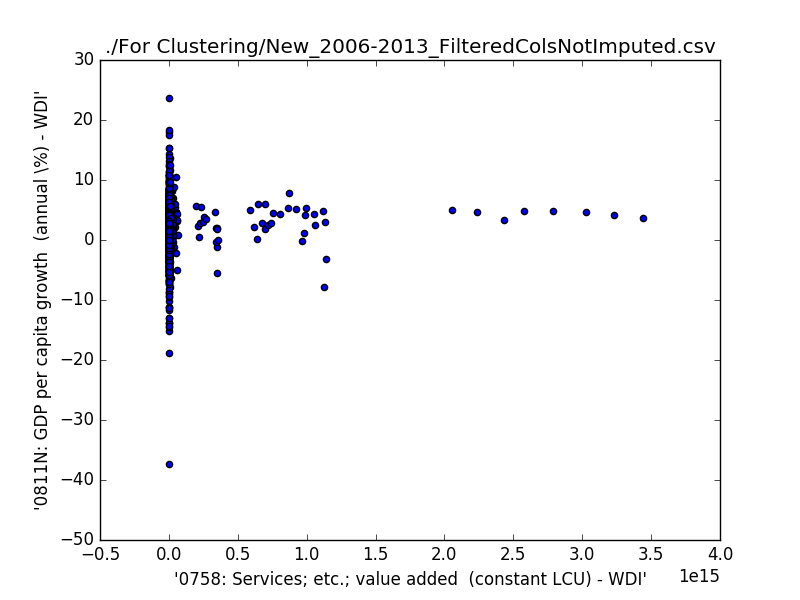 ./For Clustering/New_2006-2013_FilteredColsNotImputed.csv
30
20
10
0
−10
−20
−30
−40
−50
'0811N: GDP per capita growth  (annual \%) - WDI'
−0.5 0.0 0.5 1.0 1.5 2.0 2.5 3.0 3.5 4.0
1e15
'0758: Services; etc.; value added  (constant LCU) - WDI'